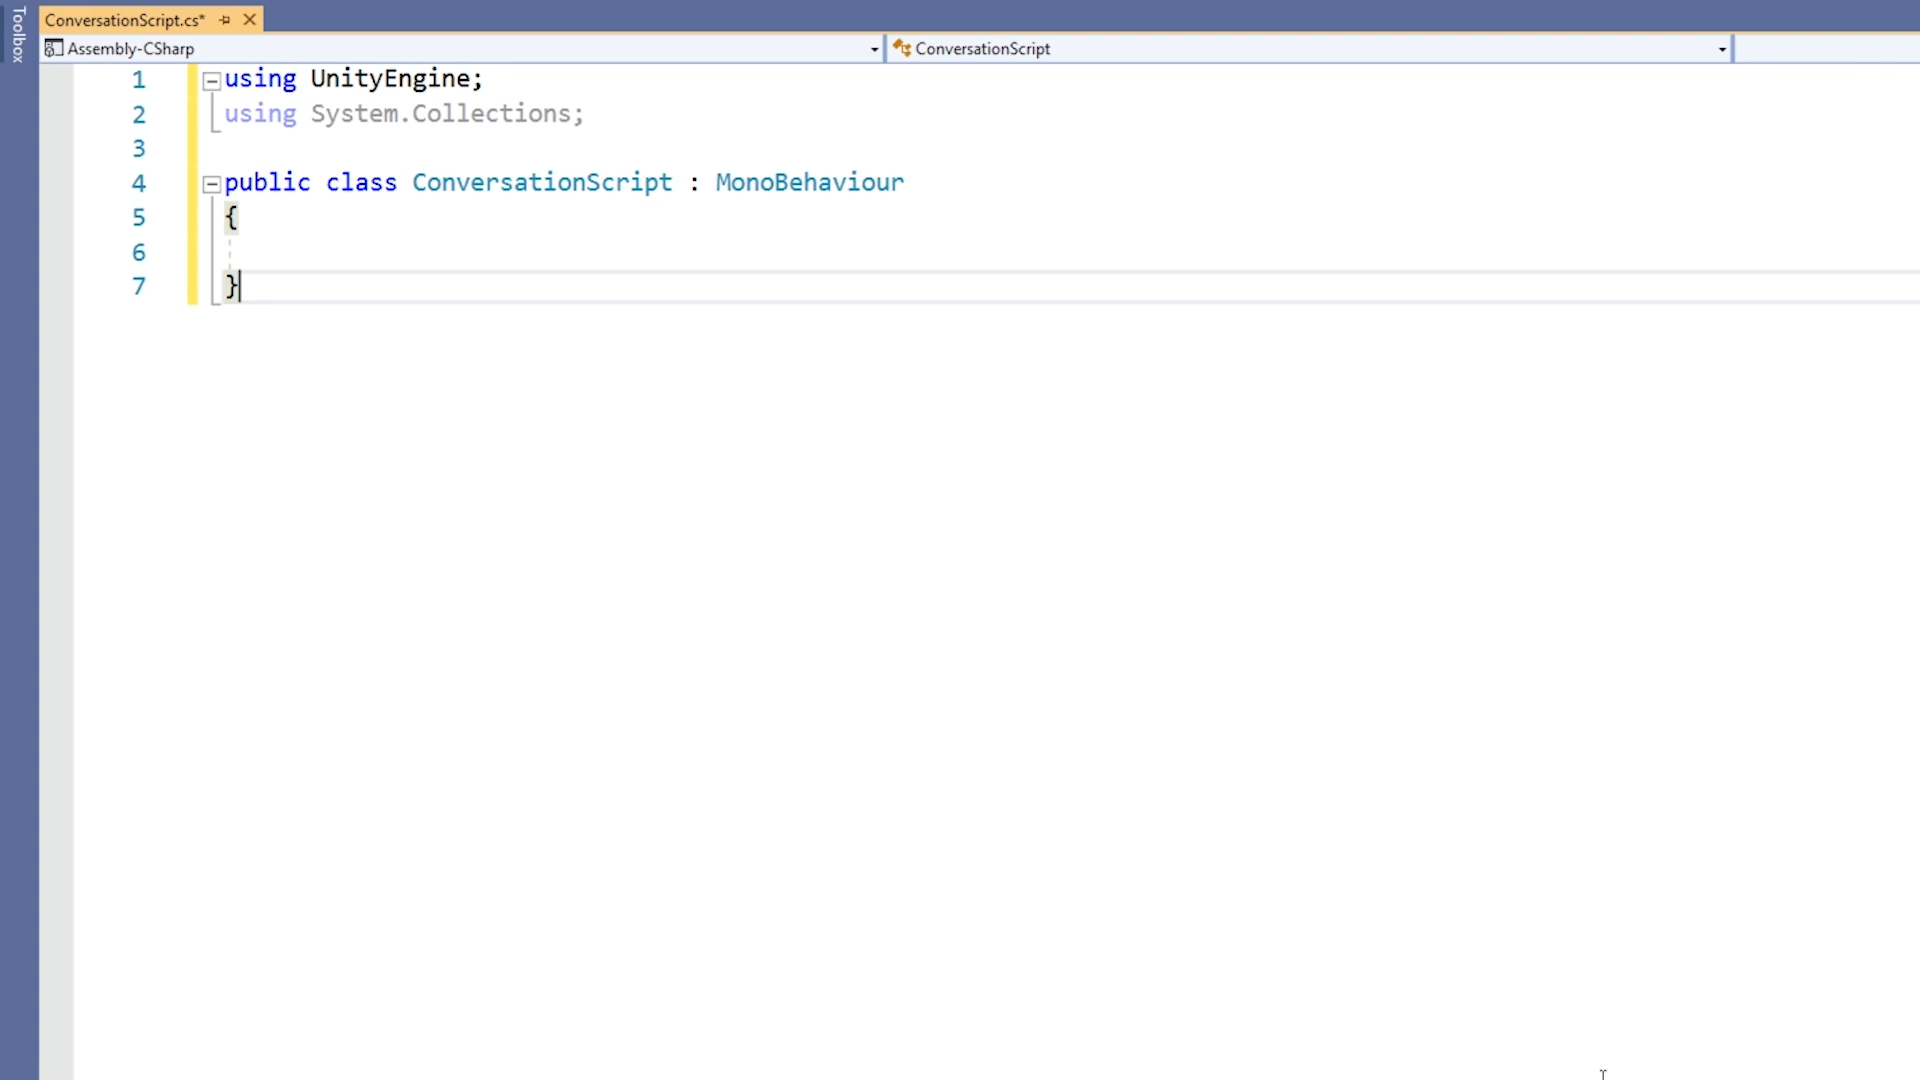 Toolbox
ConversationScript.cs*
Assembly-CSharp
ConversationScript
1 using UnityEngine;
2 using System.Collections;
3
4 public class ConversationScript : MonoBehaviour
5 {
6
7 }